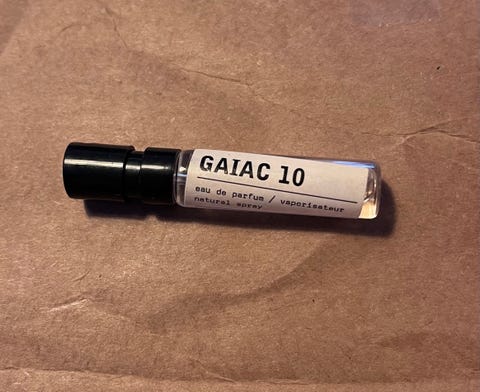 GAIAC 10
eau de parfum / vaporisateur
natural spray